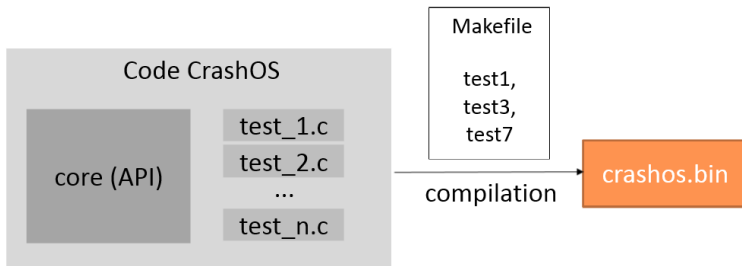 Code CrashOS
core (API)
test_1.c
test_2.c
...
test_n.c
Makefile
test1,
test3,
test7
compilation
crashos.bin